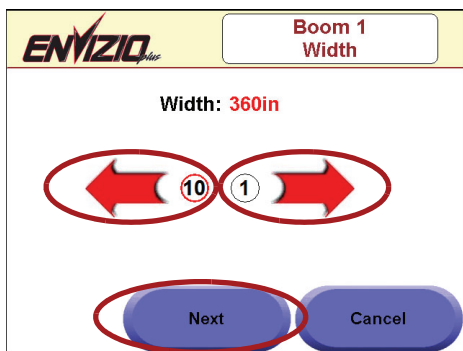 ENVIZIO plus
Boom 1
Width
Width: 360in
10 1
Next Cancel